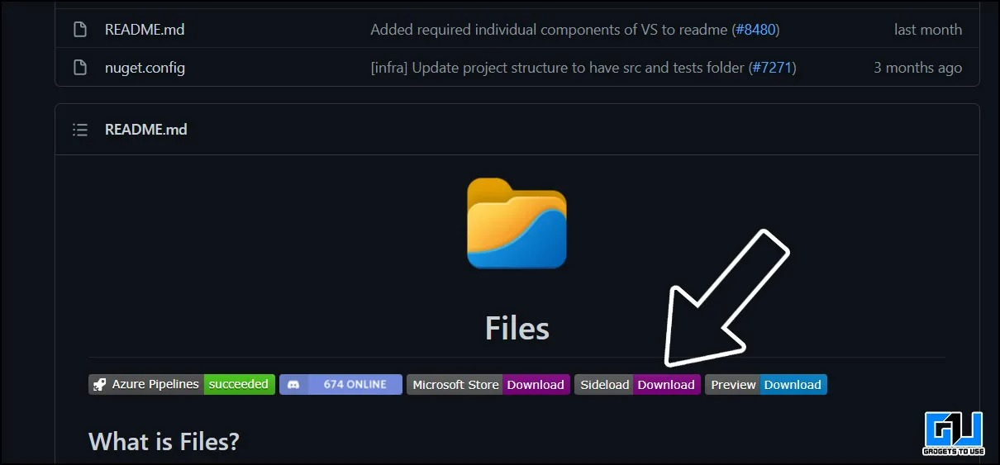 README.md Added required individual components of VS to readme (#8480) last month
nuget.config [infra] Update project structure to have src and tests folder (#7271) 3 months ago
README.md
Files
Azure Pipelines succeeded 674 ONLINE Microsoft Store Download Sideload Download Preview Download
What is Files?
GU
GADGETS TO USE